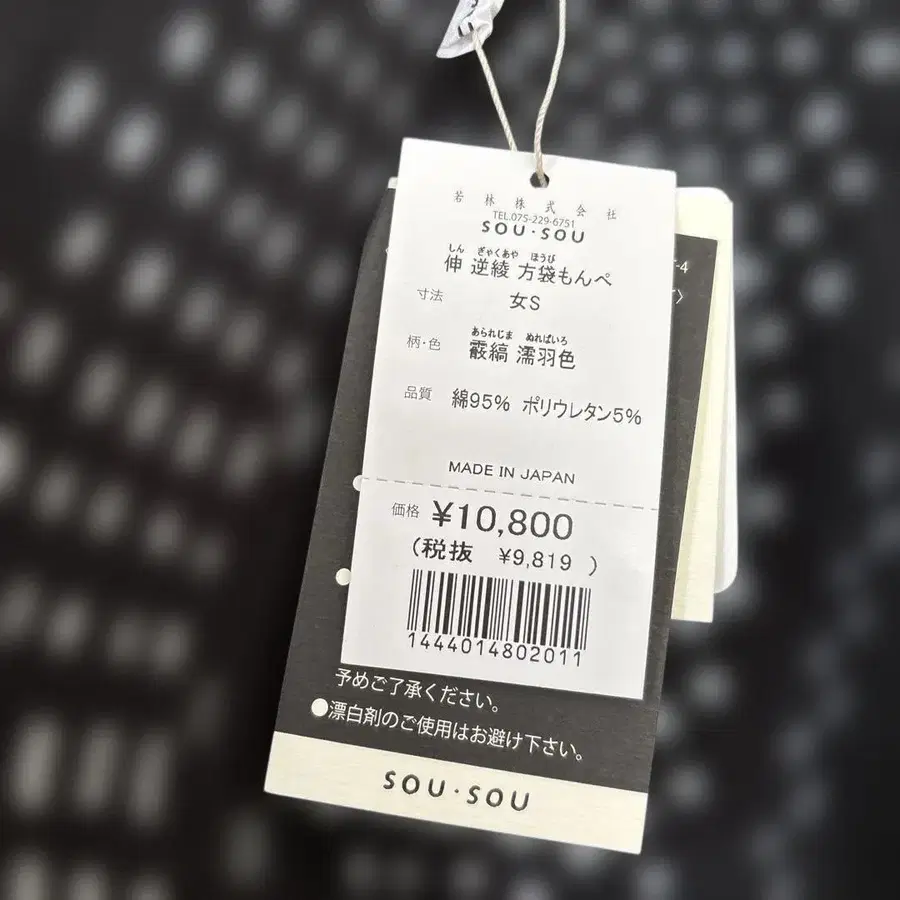 若林株式会社
TEL.075-229-6751
SOU・SOU
しん ぎゃくあや ほうび
伸 逆綾 方袋もんぺ
寸法 女S
あられじま ぬればいろ
柄・色 霰縞 濡羽色
品質 綿95% ポリウレタン5%
MADE IN JAPAN
価格 ¥10,800
(税抜 ¥9,819 )
1444014802011
予めご了承ください。
●漂白剤のご使用はお避け下さい。
SOU・SOU